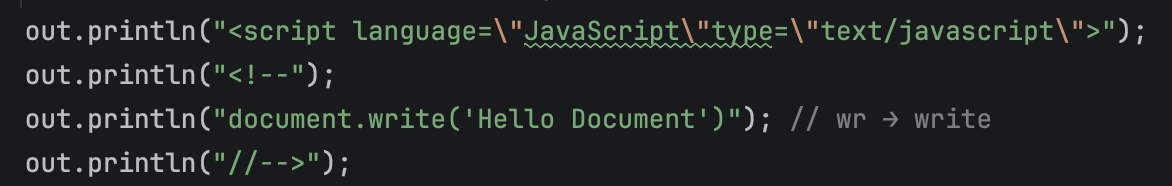 out.println("<script language=\"JavaScript\"type=\"text/javascript\">");
out.println("<!--");
out.println("document.write('Hello Document')"); // wr → write
out.println("//-->");